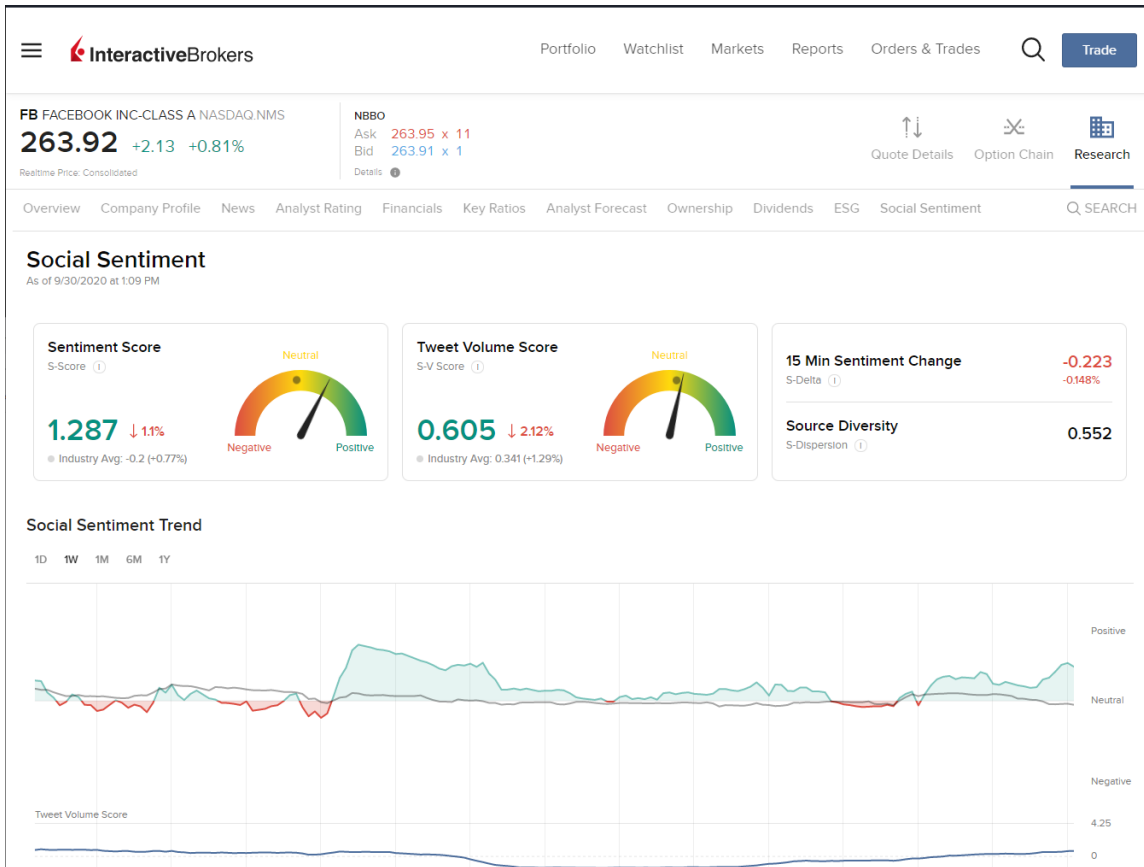 InteractiveBrokers
Portfolio Watchlist Markets Reports Orders & Trades Trade
FB FACEBOOK INC-CLASS A NASDAQ.NMS
263.92 +2.13 +0.81%
Realtime Price: Consolidated
NBBO
Ask 263.95 x 11
Bid 263.91 x 1
Details
Quote Details Option Chain Research
Overview Company Profile News Analyst Rating Financials Key Ratios Analyst Forecast Ownership Dividends ESG Social Sentiment SEARCH
Social Sentiment
As of 9/30/2020 at 1:09 PM
Sentiment Score
S-Score
Neutral
1.287 ↓ 1.1%
Negative Positive
Industry Avg: -0.2 (+0.77%)
Tweet Volume Score
S-V Score
Neutral
0.605 ↓ 2.12%
Negative Positive
Industry Avg: 0.341 (+1.29%)
15 Min Sentiment Change -0.223
S-Delta -0.148%
Source Diversity 0.552
S-Dispersion
Social Sentiment Trend
1D 1W 1M 6M 1Y
Positive
Neutral
Negative
Tweet Volume Score
4.25
0